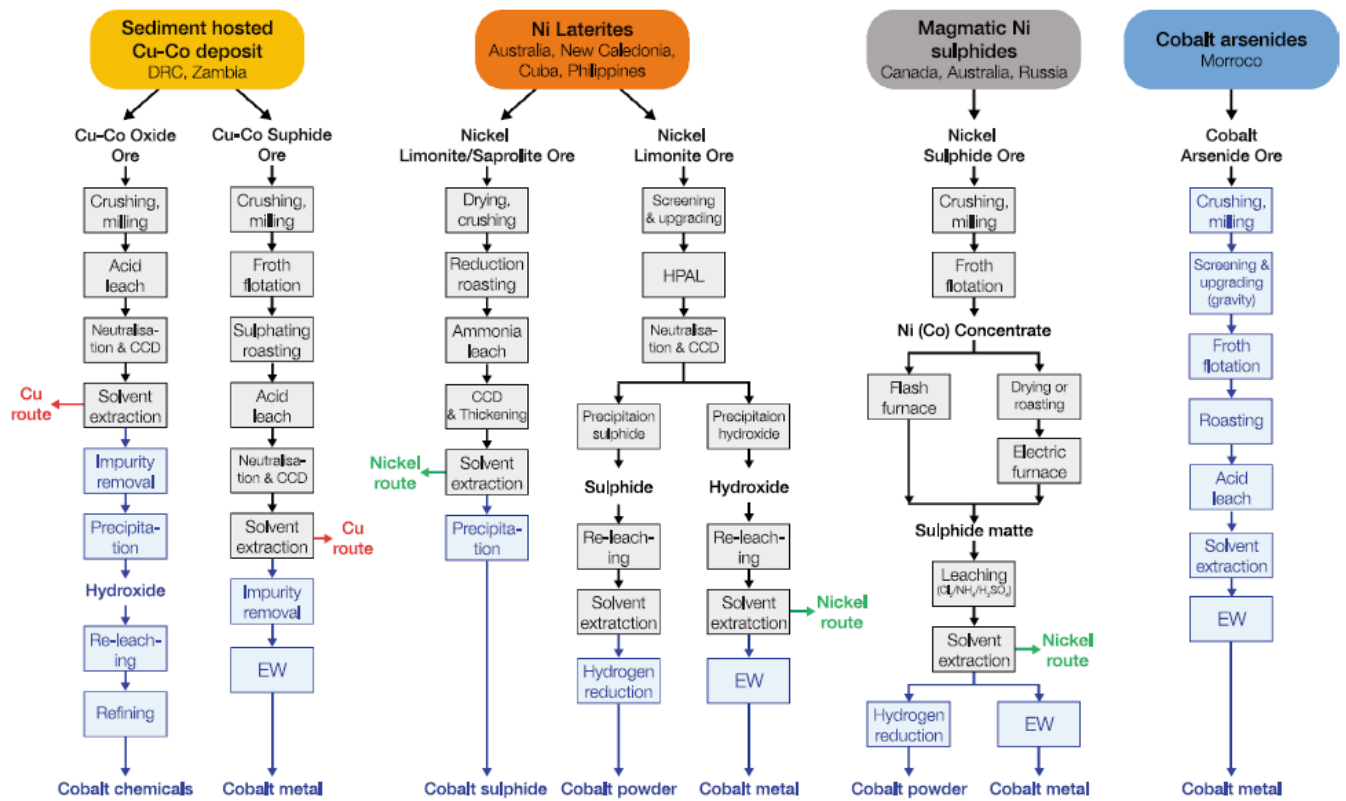 Sediment hosted
Cu-Co deposit
DRC, Zambia
Cu-Co Oxide
Ore
Crushing,
milling
Acid
leach
Neutralisa-
tion & CCD
Solvent
extraction
Cu
route
Impurity
removal
Precipita-
tion
Hydroxide
Re-leach-
ing
Refining
Cobalt chemicals
Cu-Co Suphide
Ore
Crushing,
milling
Froth
flotation
Sulphating
roasting
Acid
leach
Neutralisa-
tion & CCD
Solvent
extraction
Cu
route
Impurity
removal
EW
Cobalt metal
Ni Laterites
Australia, New Caledonia,
Cuba, Philippines
Nickel
Limonite/Saprolite Ore
Drying,
crushing
Reduction
roasting
Ammonia
leach
CCD
& Thickening
Solvent
extraction
Nickel
route
Precipita-
tion
Cobalt sulphide
Nickel
Limonite Ore
Screening
& upgrading
HPAL
Neutralisa-
tion & CCD
Precipitaion
sulphide
Sulphide
Re-leach-
ing
Solvent
extratction
Hydrogen
reduction
Cobalt powder
Precipitaion
hydroxide
Hydroxide
Re-leach-
ing
Solvent
extratction
Nickel
route
EW
Cobalt metal
Magmatic Ni
sulphides
Canada, Australia, Russia
Nickel
Sulphide Ore
Crushing,
milling
Froth
flotation
Ni (Co) Concentrate
Flash
furnace
Drying or
roasting
Electric
furnace
Sulphide matte
Leaching
(Cl₂/NH₄/H₂SO₄)
Solvent
extraction
Nickel
route
Hydrogen
reduction
Cobalt powder
EW
Cobalt metal
Cobalt arsenides
Morroco
Cobalt
Arsenide Ore
Crushing,
milling
Screening &
upgrading
(gravity)
Froth
flotation
Roasting
Acid
leach
Solvent
extraction
EW
Cobalt metal